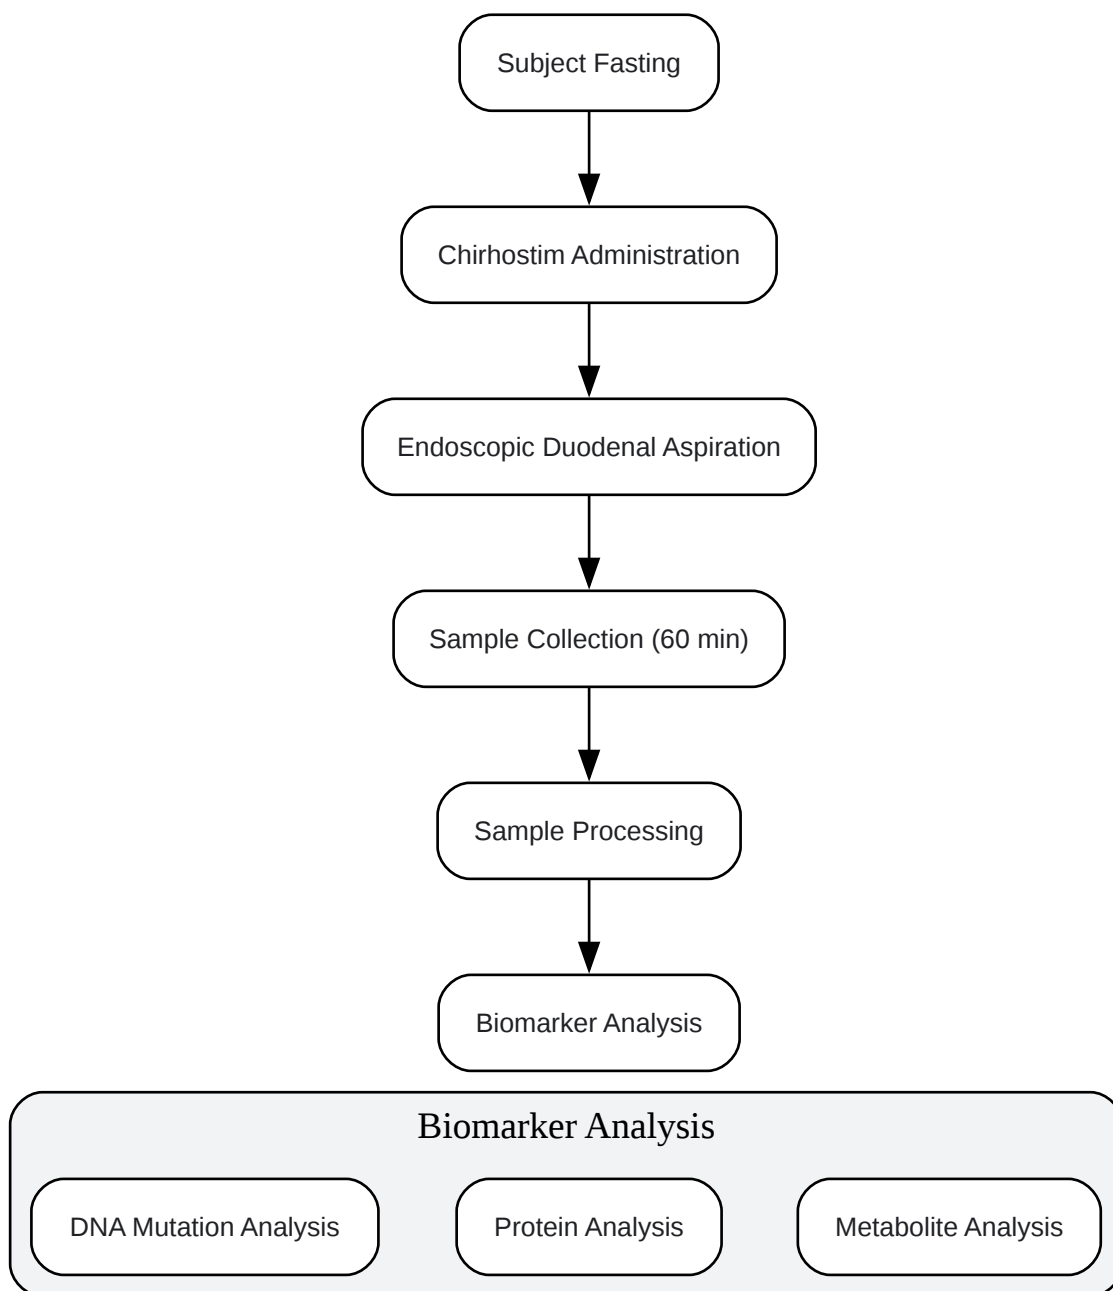 Subject Fasting
Chirhostim Administration
Endoscopic Duodenal Aspiration
Sample Collection (60 min)
Sample Processing
Biomarker Analysis
Biomarker Analysis
DNA Mutation Analysis
Protein Analysis
Metabolite Analysis